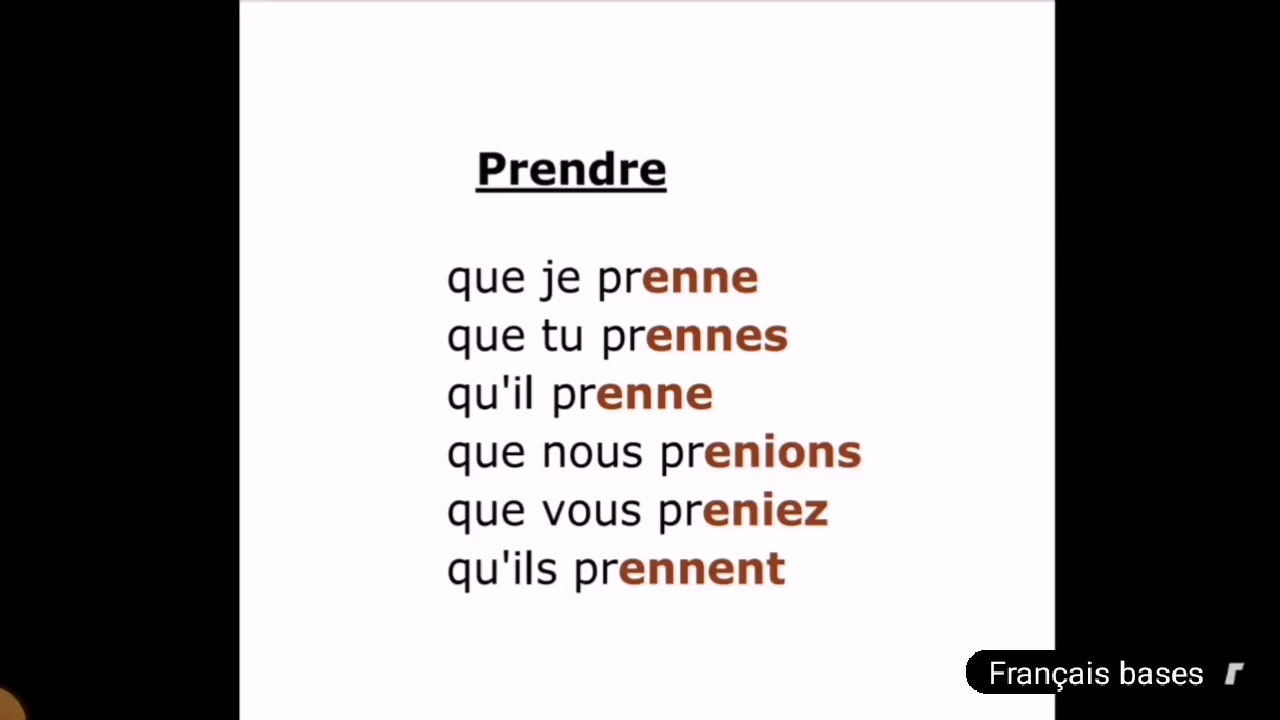 Prendre
que je prenne
que tu prennes
qu'il prenne
que nous prenions
que vous preniez
qu'ils prennent
Français bases